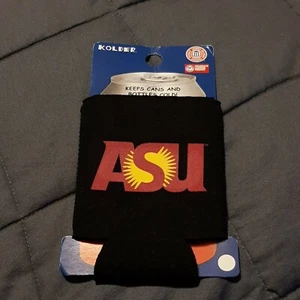 KOLDER
KEEPS CANS AND
BOTTLES COLD!
ASU